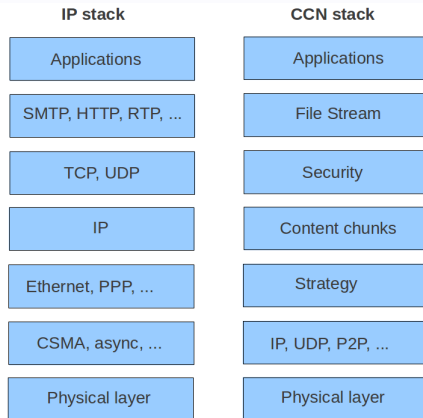 IP stack
CCN stack
Applications
Applications
SMTP, HTTP, RTP, ...
File Stream
TCP, UDP
Security
IP
Content chunks
Ethernet, PPP, ...
Strategy
CSMA, async, ...
IP, UDP, P2P, ...
Physical layer
Physical layer